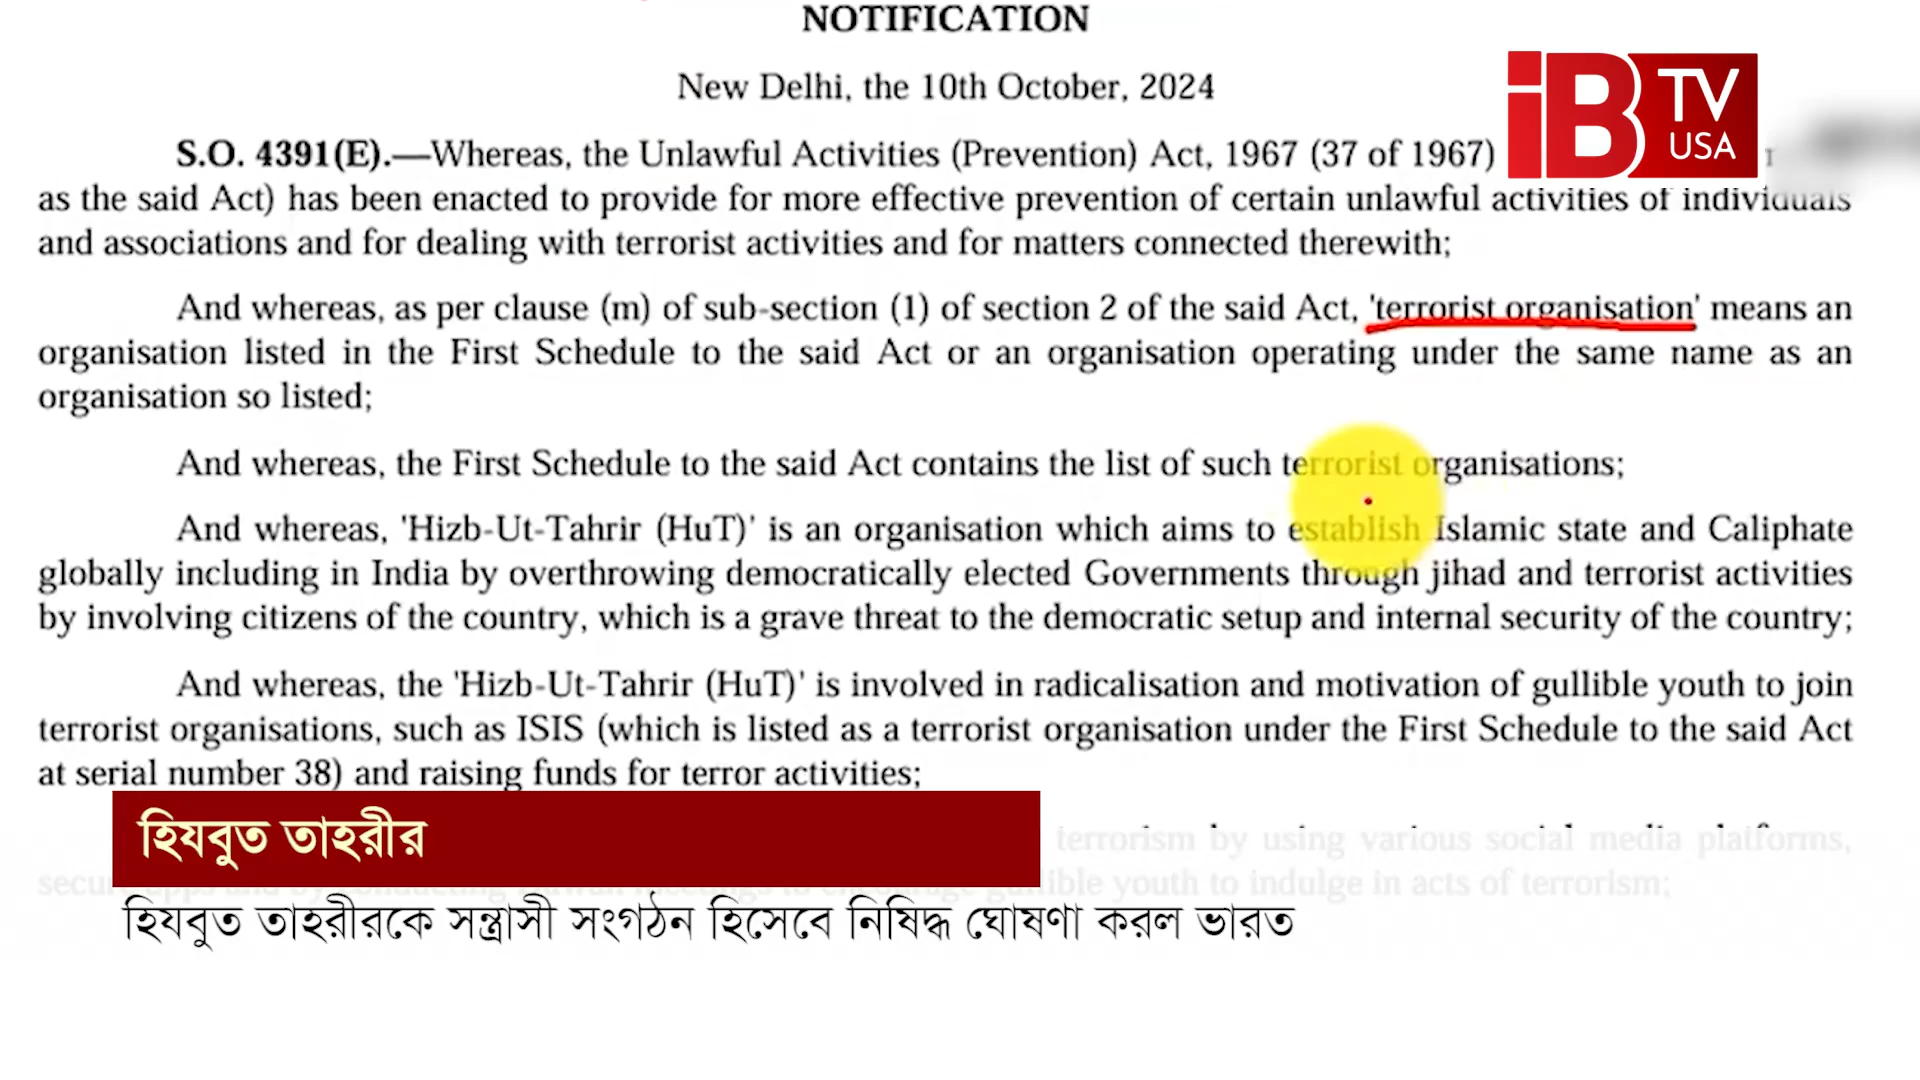 NOTIFICATION
New Delhi, the 10th October, 2024
iB TV USA
S.O. 4391(E).—Whereas, the Unlawful Activities (Prevention) Act, 1967 (37 of 1967)
as the said Act) has been enacted to provide for more effective prevention of certain unlawful activities of individuals
and associations and for dealing with terrorist activities and for matters connected therewith;
And whereas, as per clause (m) of sub-section (1) of section 2 of the said Act, 'terrorist organisation' means an
organisation listed in the First Schedule to the said Act or an organisation operating under the same name as an
organisation so listed;
And whereas, the First Schedule to the said Act contains the list of such terrorist organisations;
And whereas, 'Hizb-Ut-Tahrir (HuT)' is an organisation which aims to establish Islamic state and Caliphate
globally including in India by overthrowing democratically elected Governments through jihad and terrorist activities
by involving citizens of the country, which is a grave threat to the democratic setup and internal security of the country;
And whereas, the 'Hizb-Ut-Tahrir (HuT)' is involved in radicalisation and motivation of gullible youth to join
terrorist organisations, such as ISIS (which is listed as a terrorist organisation under the First Schedule to the said Act
at serial number 38) and raising funds for terror activities;
হিযবুত তাহরীর
terrorism by using various social media platforms,
youth to indulge in acts of terrorism;
হিযবুত তাহরীরকে সন্ত্রাসী সংগঠন হিসেবে নিষিদ্ধ ঘোষণা করল ভারত